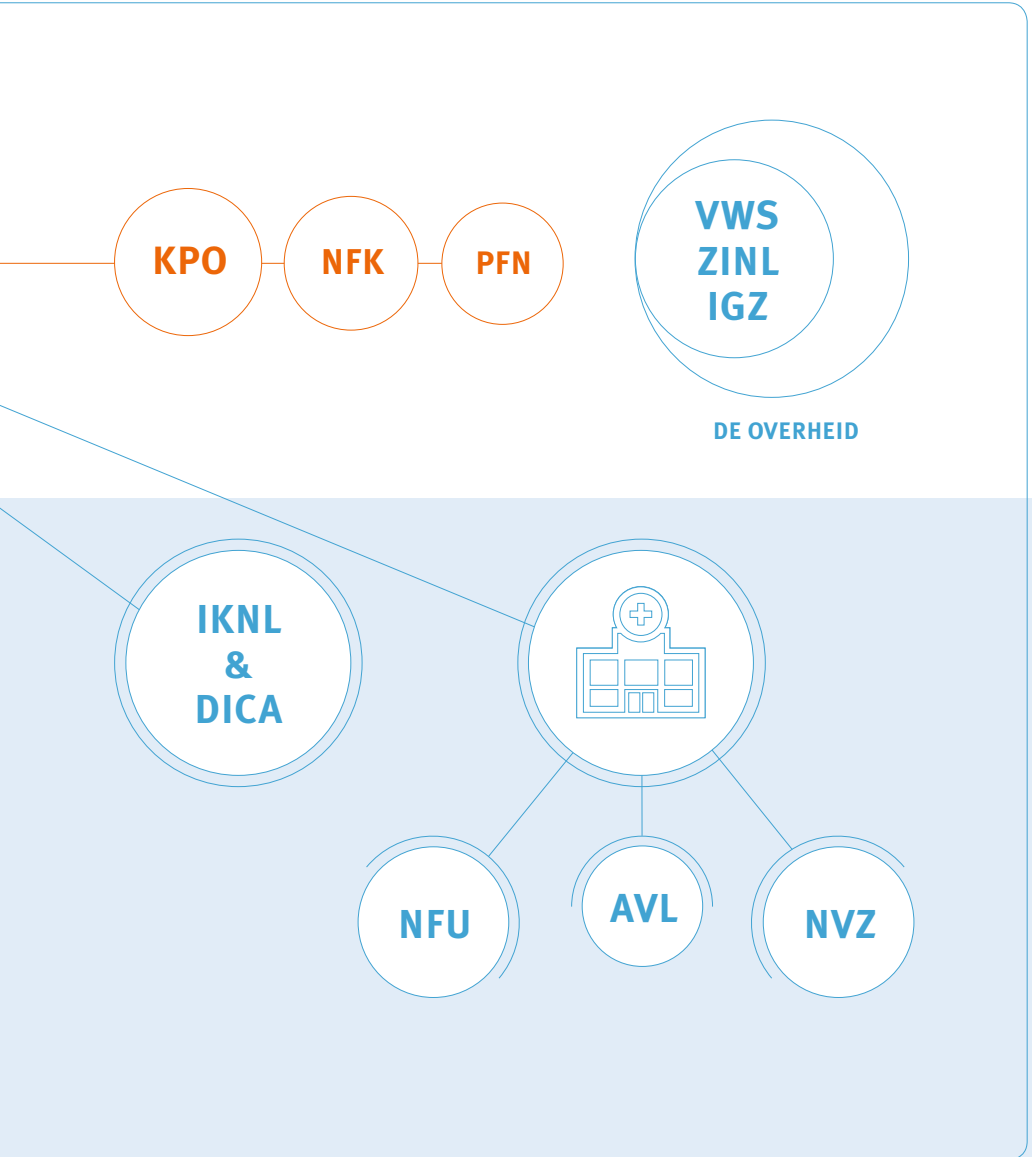 KPO
NFK
PFN
VWS
ZINL
IGZ
DE OVERHEID
IKNL
&
DICA
NFU
AVL
NVZ